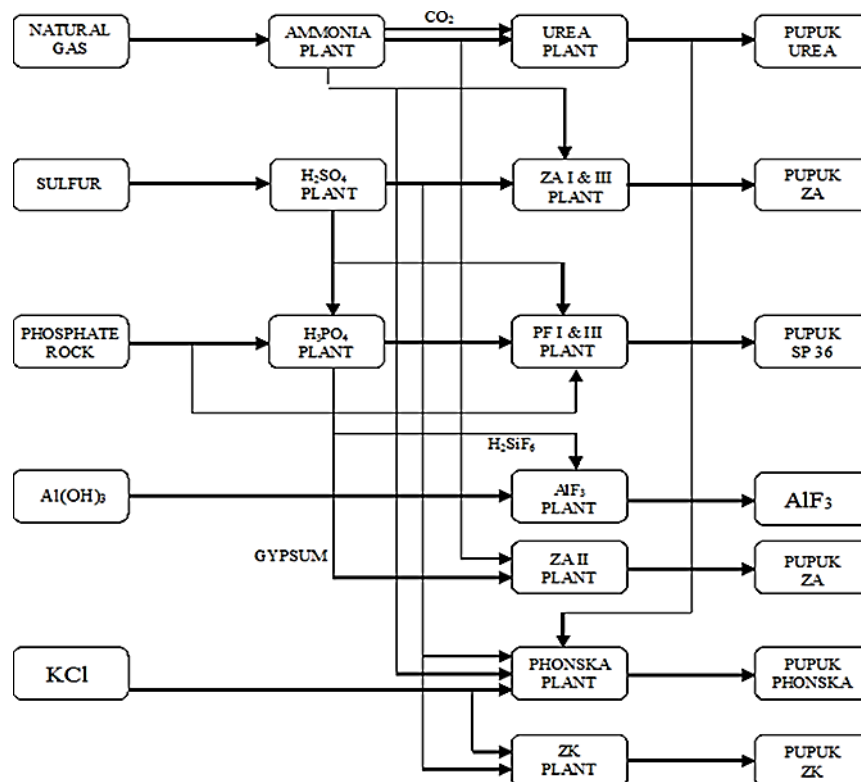 CO₂
NATURAL
GAS
AMMONIA
PLANT
UREA
PLANT
PUPUK
UREA
SULFUR
H₂SO₄
PLANT
ZA I & III
PLANT
PUPUK
ZA
PHOSPHATE
ROCK
H₃PO₄
PLANT
PF I & III
PLANT
PUPUK
SP 36
H₂SiF₆
Al(OH)₃
AlF₃
PLANT
AlF₃
GYPSUM
ZA II
PLANT
PUPUK
ZA
KCl
PHONSKA
PLANT
PUPUK
PHONSKA
ZK
PLANT
PUPUK
ZK